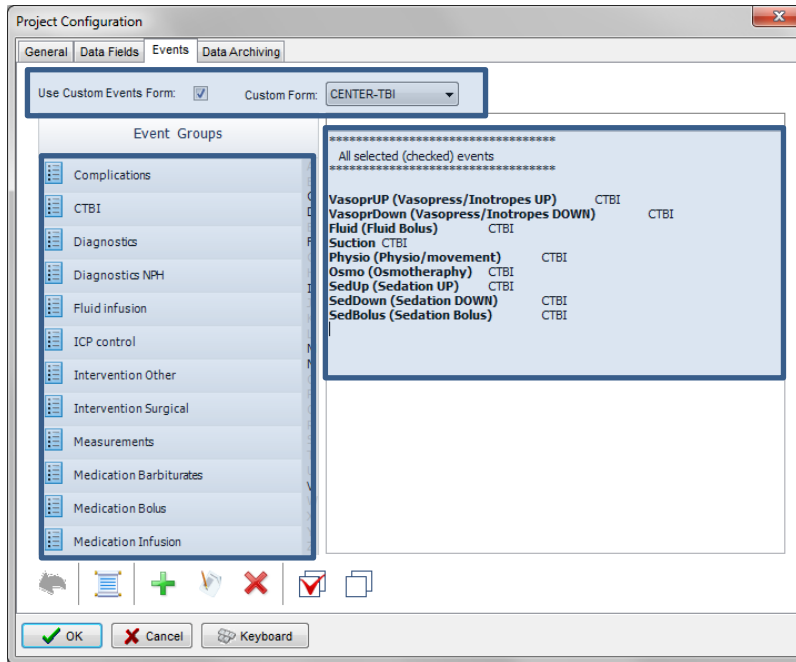 Project Configuration
General Data Fields Events Data Archiving
Use Custom Events Form: Custom Form: CENTER-TBI
Event Groups
Complications
CTBI
Diagnostics
Diagnostics NPH
Fluid infusion
ICP control
Intervention Other
Intervention Surgical
Measurements
Medication Barbiturates
Medication Bolus
Medication Infusion
**********************************
All selected (checked) events
**********************************
VasoprUP (Vasopress/Inotropes UP) CTBI
VasoprDown (Vasopress/Inotropes DOWN) CTBI
Fluid (Fluid Bolus) CTBI
Suction CTBI
Physio (Physio/movement) CTBI
Osmo (Osmotheraphy) CTBI
SedUp (Sedation UP) CTBI
SedDown (Sedation DOWN) CTBI
SedBolus (Sedation Bolus) CTBI
OK Cancel Keyboard